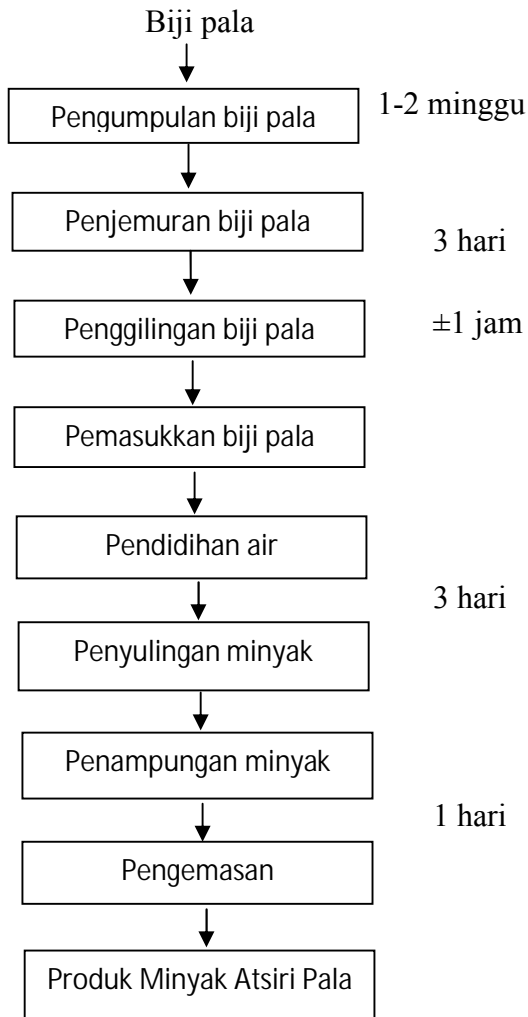 Biji pala
Pengumpulan biji pala
1-2 minggu
Penjemuran biji pala
3 hari
Penggilingan biji pala
±1 jam
Pemasukkan biji pala
Pendidihan air
3 hari
Penyulingan minyak
Penampungan minyak
1 hari
Pengemasan
Produk Minyak Atsiri Pala